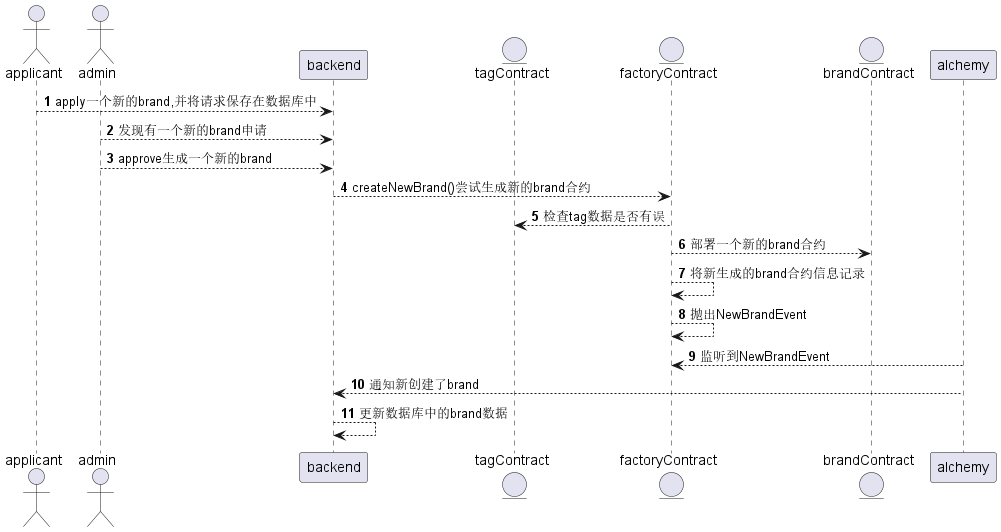 applicant admin backend tagContract factoryContract brandContract alchemy
1 apply一个新的brand,并将请求保存在数据库中
2 发现有一个新的brand申请
3 approve生成一个新的brand
4 createNewBrand()尝试生成新的brand合约
5 检查tag数据是否有误
6 部署一个新的brand合约
7 将新生成的brand合约信息记录
8 抛出NewBrandEvent
9 监听到NewBrandEvent
10 通知新创建了brand
11 更新数据库中的brand数据
applicant admin backend tagContract factoryContract brandContract alchemy